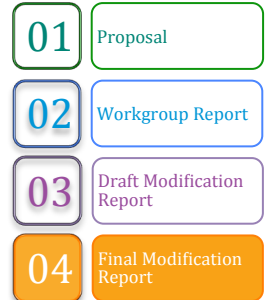 01
Proposal
02
Workgroup Report
03
Draft Modification
Report
04
Final Modification
Report